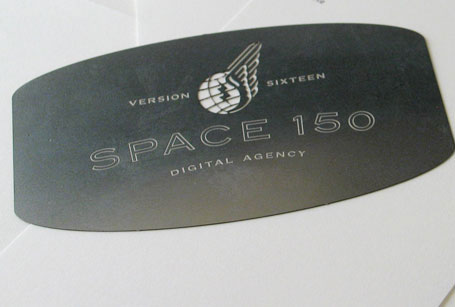 VERSION SIXTEEN
SPACE 150
DIGITAL AGENCY